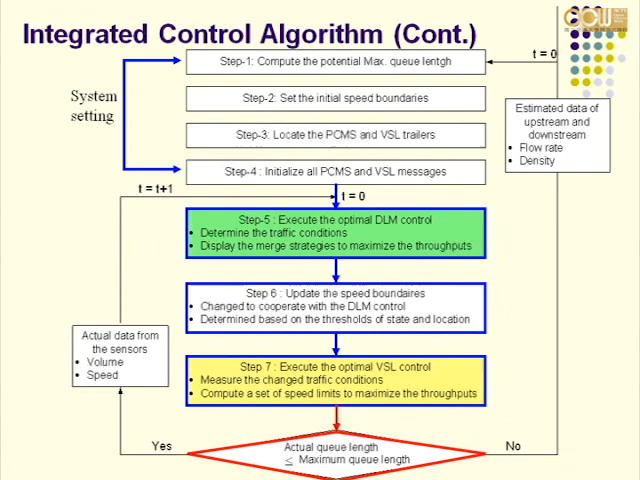 Integrated Control Algorithm (Cont.)
Step-1: Compute the potential Max. queue lentgh
t = 0
System
setting
Step-2: Set the initial speed boundaries
Step-3: Locate the PCMS and VSL trailers
Step-4 : Initialize all PCMS and VSL messages
Estimated data of
upstream and
downstream
Flow rate
Density
t = t+1
t = 0
Step-5 : Execute the optimal DLM control
Determine the traffic conditions
Display the merge strategies to maximize the throughputs
Step 6 : Update the speed boundaires
Changed to cooperate with the DLM control
Determined based on the thresholds of state and location
Actual data from
the sensors
Volume
Speed
Step 7 : Execute the optimal VSL control
Measure the changed traffic conditions
Compute a set of speed limits to maximize the throughputs
Yes
Actual queue length
≤ Maximum queue length
No